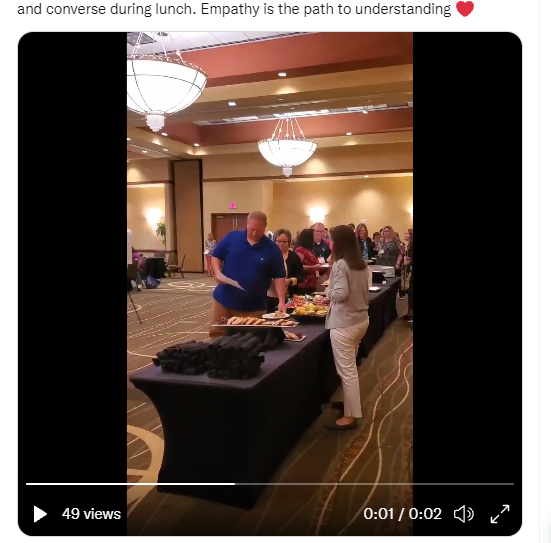 and converse during lunch. Empathy is the path to understanding ❤️
49 views
0:01 / 0:02